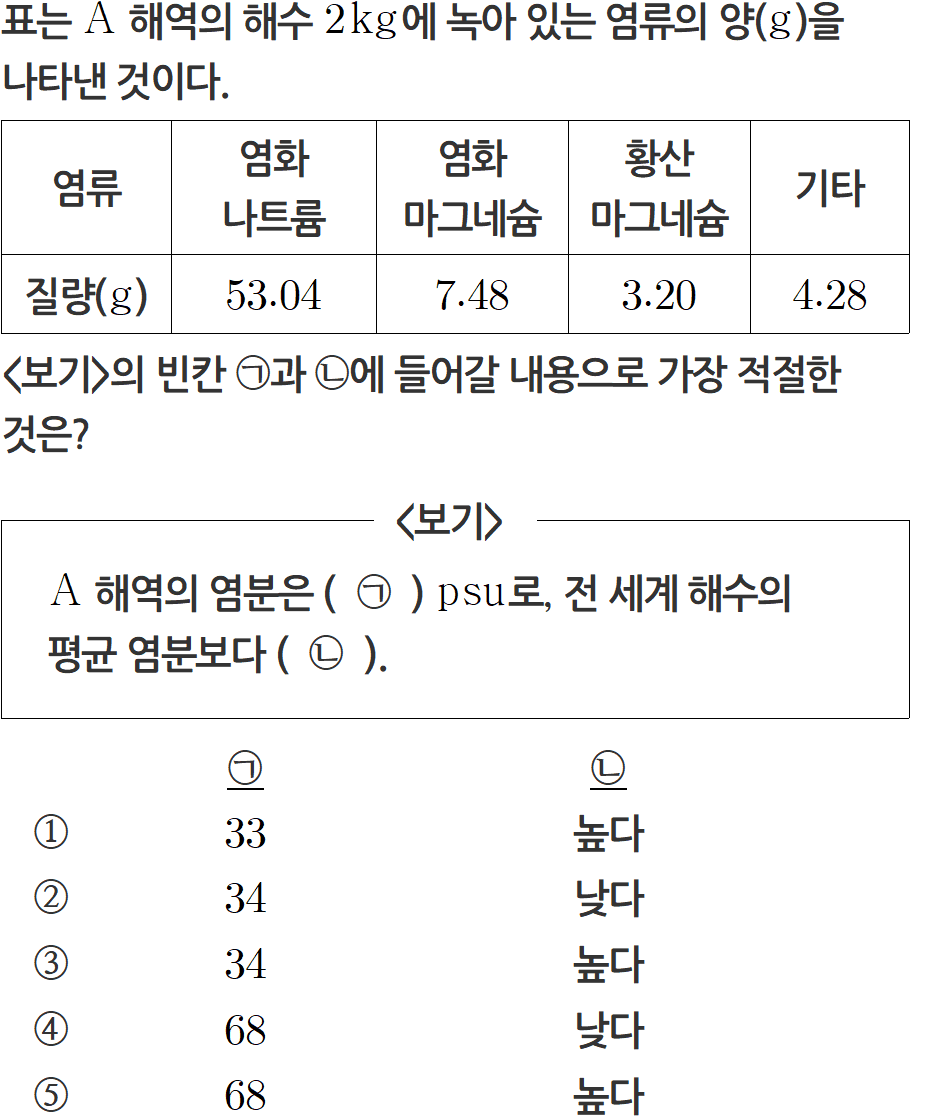 표는 A 해역의 해수 2kg에 녹아 있는 염류의 양(g)을
나타낸 것이다.
염류 염화 나트륨 염화 마그네슘 황산 마그네슘 기타
질량(g) 53.04 7.48 3.20 4.28
<보기>의 빈칸 ㉠과 ㉡에 들어갈 내용으로 가장 적절한
것은?
<보기>
A 해역의 염분은 ( ㉠ ) psu로, 전 세계 해수의
평균 염분보다 ( ㉡ ).
㉠ ㉡
① 33 높다
② 34 낮다
③ 34 높다
④ 68 낮다
⑤ 68 높다